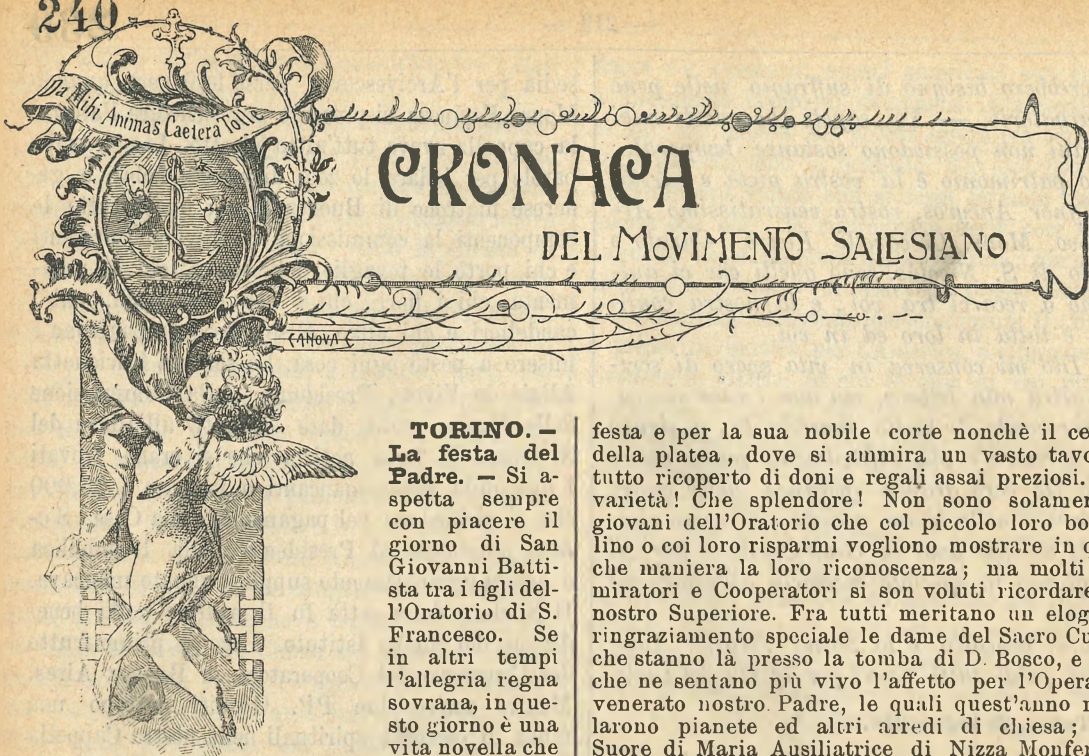 240
Da Mihi Animas Caetera Tolle
CRONACA
DEL MOVIMENTO SALESIANO
CANOVA
TORINO. —
La festa del
Padre. — Si a-
spetta sempre
con piacere il
giorno di San
Giovanni Batti-
sta tra i figli del-
l'Oratorio di S.
Francesco. Se
in altri tempi
l'allegria regna
sovrana, in que-
sto giorno è una
vita novella che
festa e per la sua nobile corte nonchè il ce
della platea, dove si ammira un vasto tavo
tutto ricoperto di doni e regali assai preziosi.
varietà! Che splendore! Non sono solamen
giovani dell'Oratorio che col piccolo loro bo
lino o coi loro risparmi vogliono mostrare in q
che maniera la loro riconoscenza; ma molti
miratori e Cooperatori si son voluti ricordare
nostro Superiore. Fra tutti meritano un elog
ringraziamento speciale le dame del Sacro Cu
che stanno là presso la tomba di D. Bosco, e
che ne sentano più vivo l'affetto per l'Opera
venerato nostro Padre, le quali quest'anno r
larono pianete ed altri arredi di chiesa;
Suore di Maria Ausiliatrice di Nizza Monf